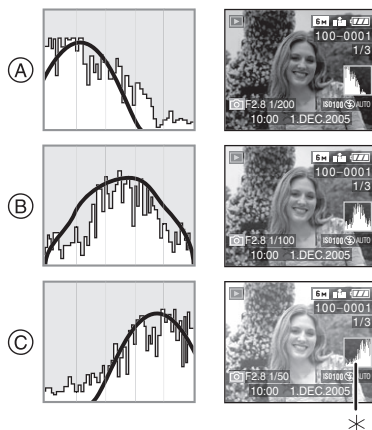 A
6M
100-0001
1/3
F2.8 1/200 ISO100 AUTO
10:00 1.DEC.2005
B
6M
100-0001
1/3
F2.8 1/100 ISO100 AUTO
10:00 1.DEC.2005
C
6M
100-0001
1/3
F2.8 1/50 ISO100 AUTO
10:00 1.DEC.2005
*